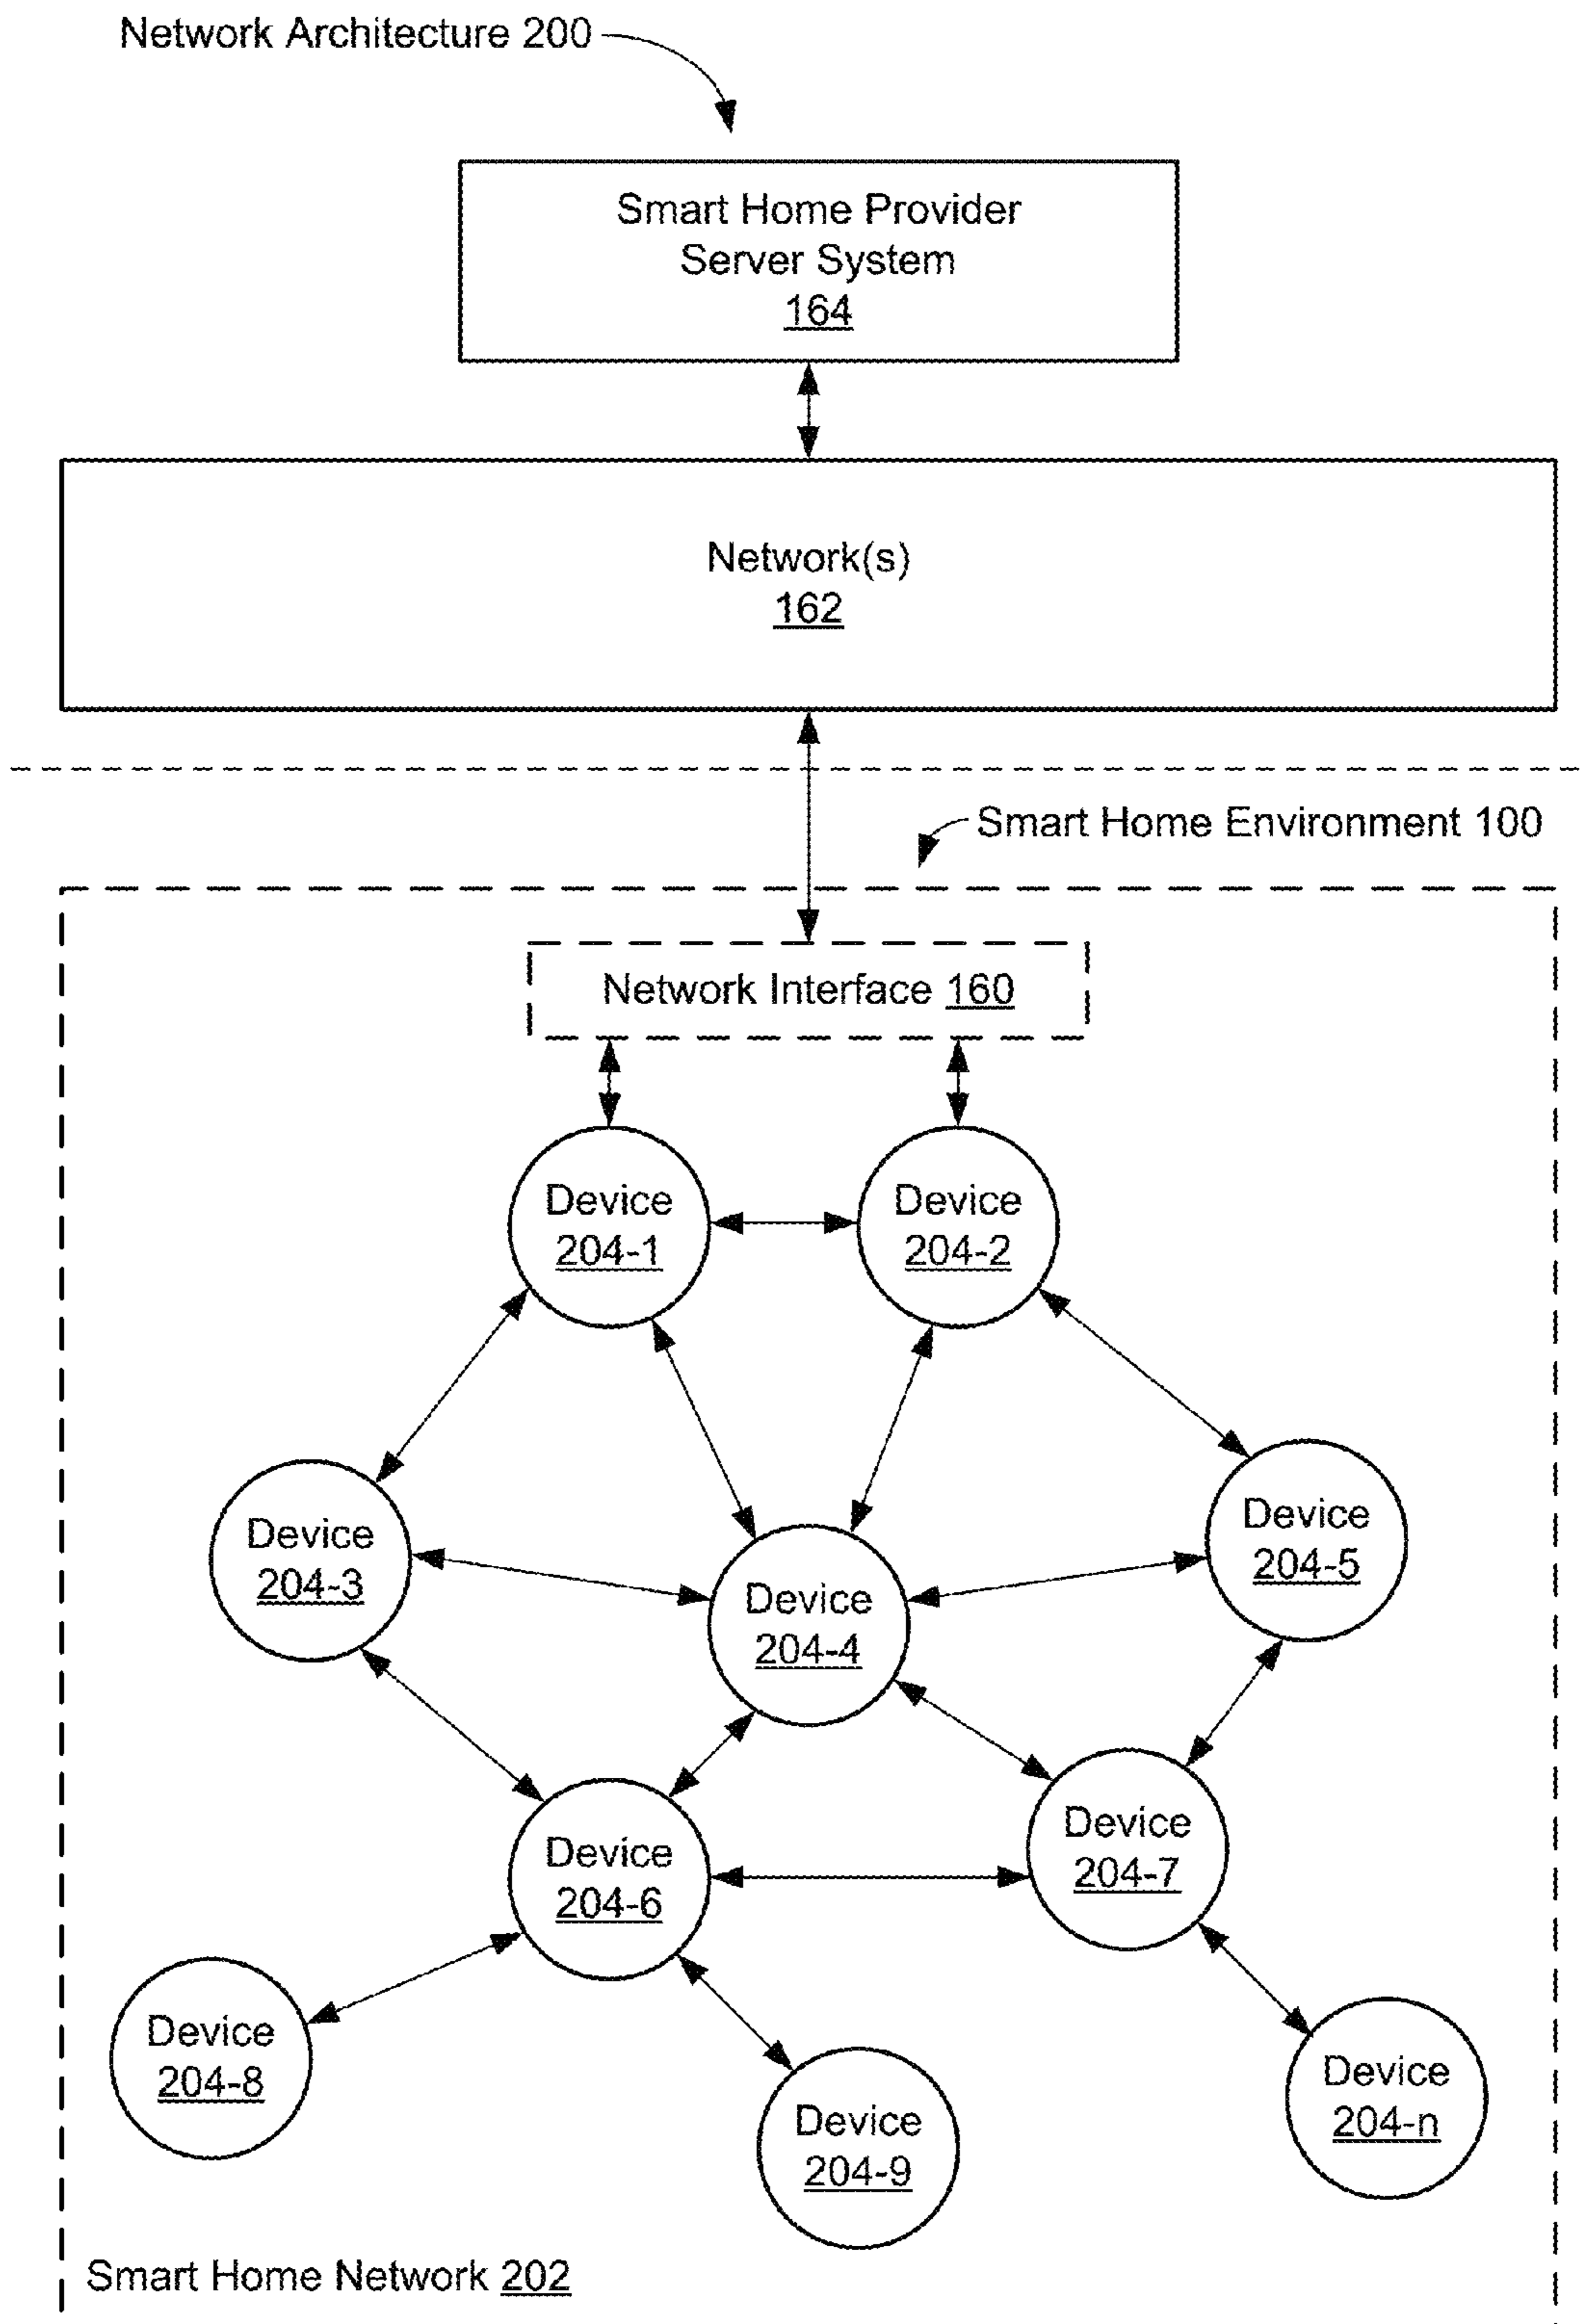 Network Architecture 200
Smart Home Provider
Server System
164
Network(s)
162
Smart Home Environment 100
Network Interface 160
Device
204-1
Device
204-2
Device
204-3
Device
204-4
Device
204-5
Device
204-6
Device
204-7
Device
204-8
Device
204-9
Device
204-n
Smart Home Network 202